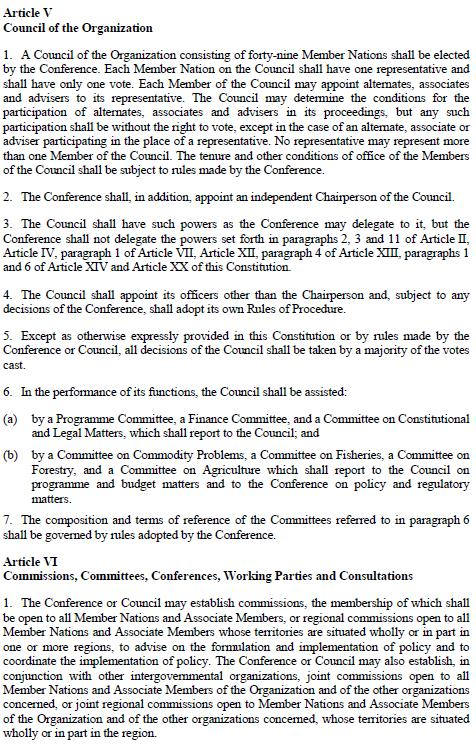 Article V
Council of the Organization
1. A Council of the Organization consisting of forty-nine Member Nations shall be elected
by the Conference. Each Member Nation on the Council shall have one representative and
shall have only one vote. Each Member of the Council may appoint alternates, associates
and advisers to its representative. The Council may determine the conditions for the
participation of alternates, associates and advisers in its proceedings, but any such
participation shall be without the right to vote, except in the case of an alternate, associate or
adviser participating in the place of a representative. No representative may represent more
than one Member of the Council. The tenure and other conditions of office of the Members
of the Council shall be subject to rules made by the Conference.
2. The Conference shall, in addition, appoint an independent Chairperson of the Council.
3. The Council shall have such powers as the Conference may delegate to it, but the
Conference shall not delegate the powers set forth in paragraphs 2, 3 and 11 of Article II,
Article IV, paragraph 1 of Article VII, Article XII, paragraph 4 of Article XIII, paragraphs 1
and 6 of Article XIV and Article XX of this Constitution.
4. The Council shall appoint its officers other than the Chairperson and, subject to any
decisions of the Conference, shall adopt its own Rules of Procedure.
5. Except as otherwise expressly provided in this Constitution or by rules made by the
Conference or Council, all decisions of the Council shall be taken by a majority of the votes
cast.
6. In the performance of its functions, the Council shall be assisted:
(a) by a Programme Committee, a Finance Committee, and a Committee on Constitutional
and Legal Matters, which shall report to the Council; and
(b) by a Committee on Commodity Problems, a Committee on Fisheries, a Committee on
Forestry, and a Committee on Agriculture which shall report to the Council on
programme and budget matters and to the Conference on policy and regulatory
matters.
7. The composition and terms of reference of the Committees referred to in paragraph 6
shall be governed by rules adopted by the Conference.
Article VI
Commissions, Committees, Conferences, Working Parties and Consultations
1. The Conference or Council may establish commissions, the membership of which shall
be open to all Member Nations and Associate Members, or regional commissions open to all
Member Nations and Associate Members whose territories are situated wholly or in part in
one or more regions, to advise on the formulation and implementation of policy and to
coordinate the implementation of policy. The Conference or Council may also establish, in
conjunction with other intergovernmental organizations, joint commissions open to all
Member Nations and Associate Members of the Organization and of the other organizations
concerned, or joint regional commissions open to Member Nations and Associate Members
of the Organization and of the other organizations concerned, whose territories are situated
wholly or in part in the region.